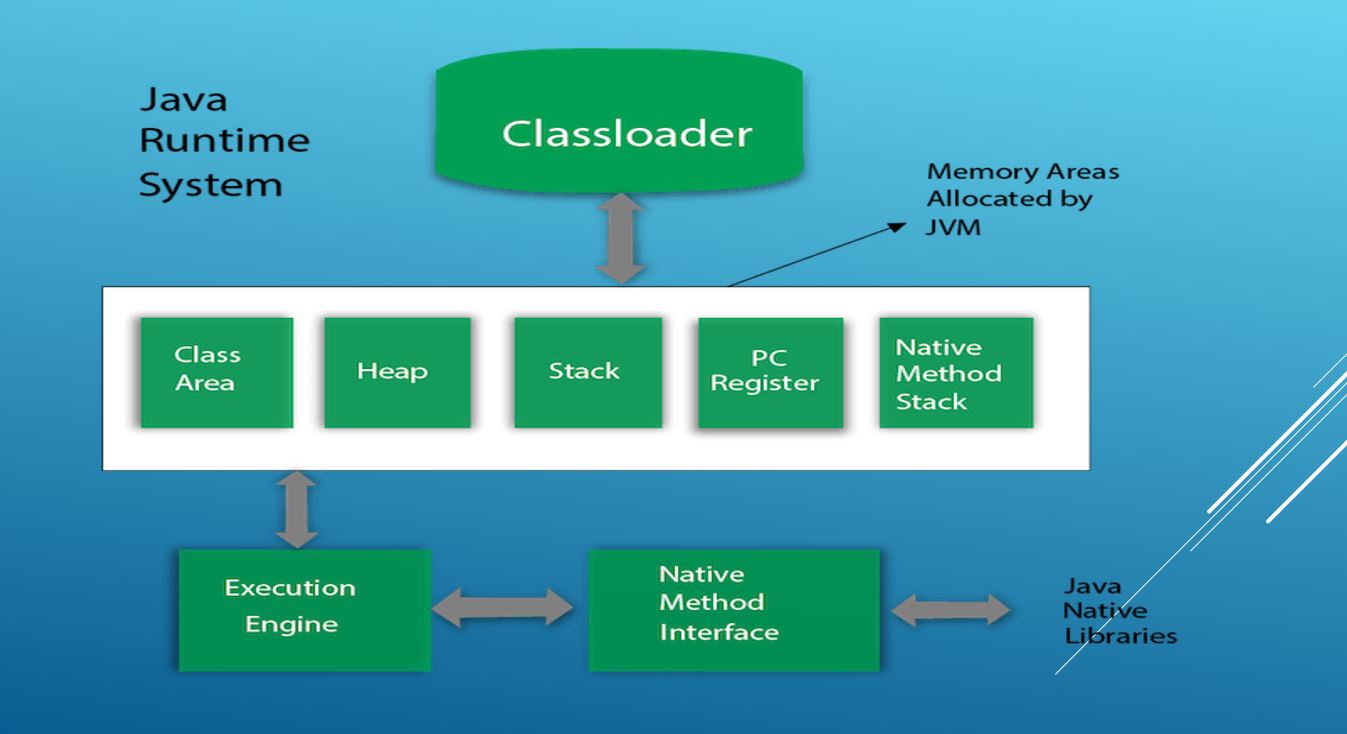 Java
Runtime
System
Classloader
Memory Areas
Allocated by
JVM
Class
Area
Heap
Stack
PC
Register
Native
Method
Stack
Execution
Engine
Native
Method
Interface
Java
Native
Libraries